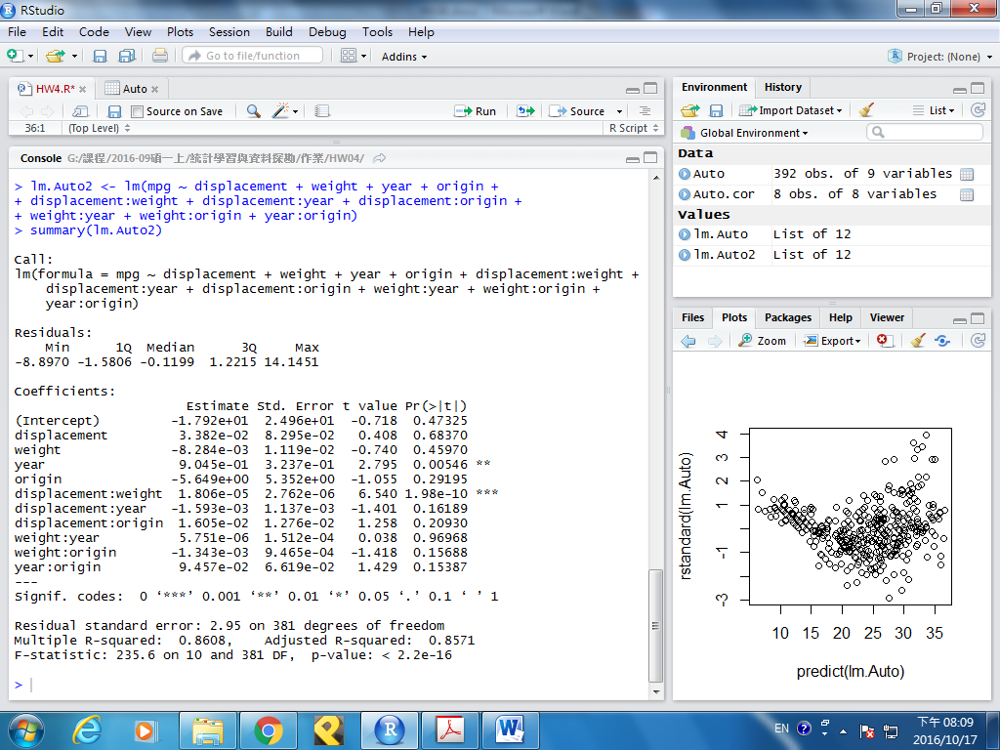 RStudio
File Edit Code View Plots Session Build Debug Tools Help
Go to file/function Addins Project: (None)
HW4.R* Auto
Source on Save Run Source
36:1 (Top Level) R Script
Console G:/課程/2016-09碩一上/統計學習與資料探勘/作業/HW04/
> lm.Auto2 <- lm(mpg ~ displacement + weight + year + origin +
+ displacement:weight + displacement:year + displacement:origin +
+ weight:year + weight:origin + year:origin)
> summary(lm.Auto2)
Call:
lm(formula = mpg ~ displacement + weight + year + origin + displacement:weight +
displacement:year + displacement:origin + weight:year + weight:origin +
year:origin)
Residuals:
Min 1Q Median 3Q Max
-8.8970 -1.5806 -0.1199 1.2215 14.1451
Coefficients:
Estimate Std. Error t value Pr(>|t|)
(Intercept) -1.792e+01 2.496e+01 -0.718 0.47325
displacement 3.382e-02 8.295e-02 0.408 0.68370
weight -8.284e-03 1.119e-02 -0.740 0.45970
year 9.045e-01 3.237e-01 2.795 0.00546 **
origin -5.649e+00 5.352e+00 -1.055 0.29195
displacement:weight 1.806e-05 2.762e-06 6.540 1.98e-10 ***
displacement:year -1.593e-03 1.137e-03 -1.401 0.16189
displacement:origin 1.605e-02 1.276e-02 1.258 0.20930
weight:year 5.751e-06 1.512e-04 0.038 0.96968
weight:origin -1.343e-03 9.465e-04 -1.418 0.15688
year:origin 9.457e-02 6.619e-02 1.429 0.15387
---
Signif. codes: 0 ‘***’ 0.001 ‘**’ 0.01 ‘*’ 0.05 ‘.’ 0.1 ‘ ’ 1
Residual standard error: 2.95 on 381 degrees of freedom
Multiple R-squared: 0.8608, Adjusted R-squared: 0.8571
F-statistic: 235.6 on 10 and 381 DF, p-value: < 2.2e-16
>
Environment History
Import Dataset List
Global Environment
Data
Auto 392 obs. of 9 variables
Auto.cor 8 obs. of 8 variables
Values
lm.Auto List of 12
lm.Auto2 List of 12
Files Plots Packages Help Viewer
Zoom Export
rstandard(lm.Auto)
4
3
2
1
-1
-3
10 15 20 25 30 35
predict(lm.Auto)
EN
下午 08:09
2016/10/17